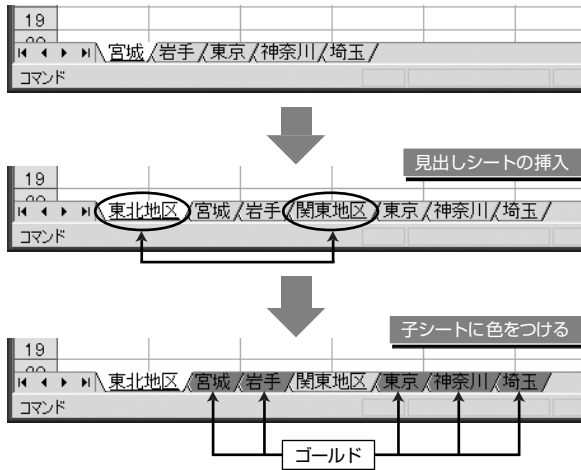 19
20
宮城 岩手 東京 神奈川 埼玉
コマンド
見出しシートの挿入
19
20
東北地区 宮城 岩手 関東地区 東京 神奈川 埼玉
コマンド
子シートに色をつける
19
20
東北地区 宮城 岩手 関東地区 東京 神奈川 埼玉
コマンド
ゴールド